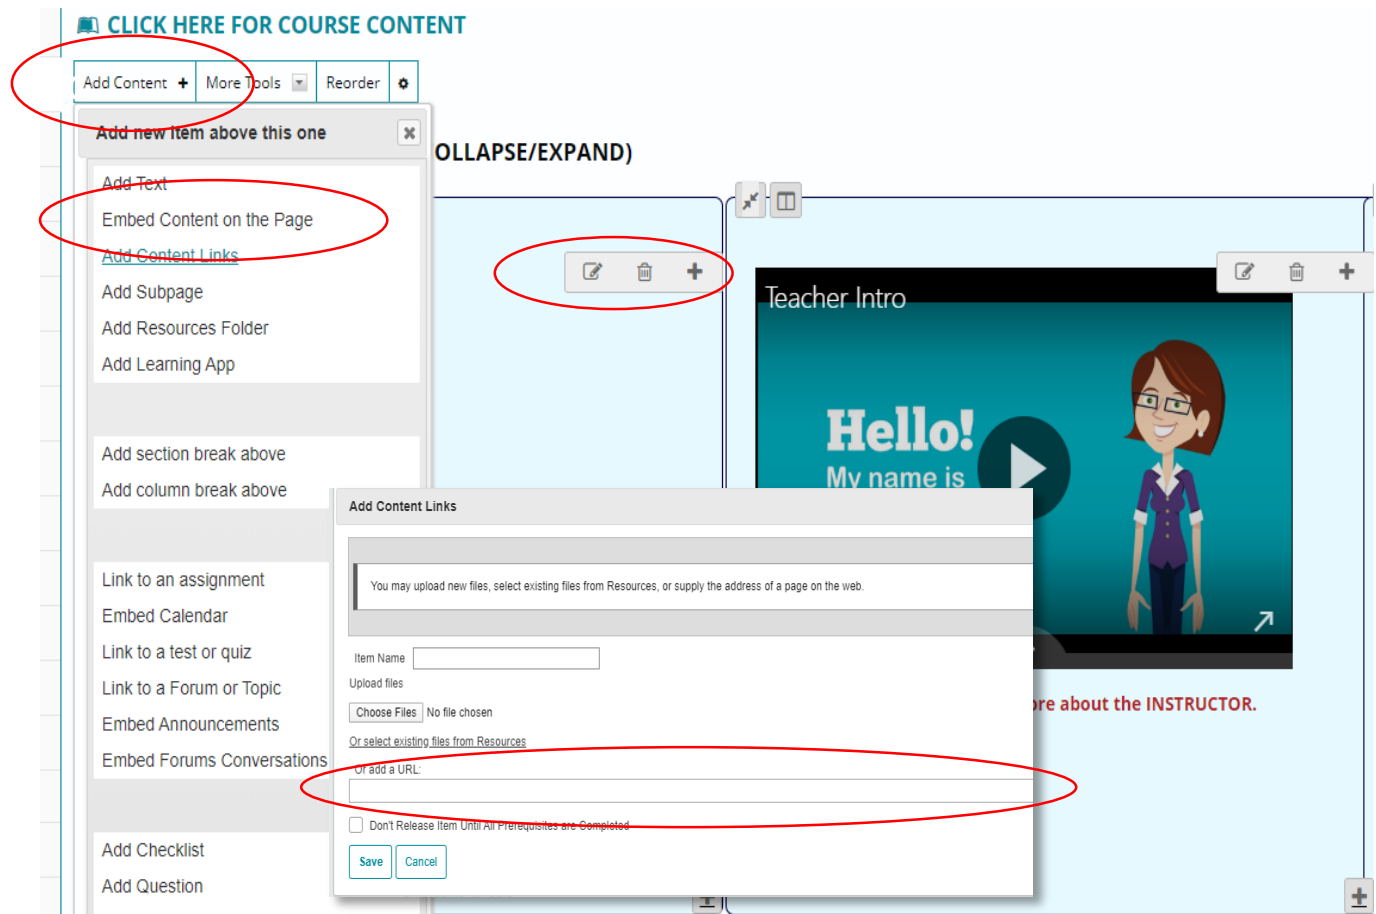 CLICK HERE FOR COURSE CONTENT
Add Content + More Tools Reorder
Add new item above this one
OLLAPSE/EXPAND)
Add Text
Embed Content on the Page
Add Content Links
Add Subpage
Add Resources Folder
Add Learning App
Add section break above
Add column break above
Link to an assignment
Embed Calendar
Link to a test or quiz
Link to a Forum or Topic
Embed Announcements
Embed Forums Conversations
Add Checklist
Add Question
Teacher Intro
Hello!
My name is
ore about the INSTRUCTOR.
Add Content Links
You may upload new files, select existing files from Resources, or supply the address of a page on the web.
Item Name
Upload files
Choose Files No file chosen
Or select existing files from Resources
Or add a URL:
Don't Release Item Until All Prerequisites are Completed
Save Cancel